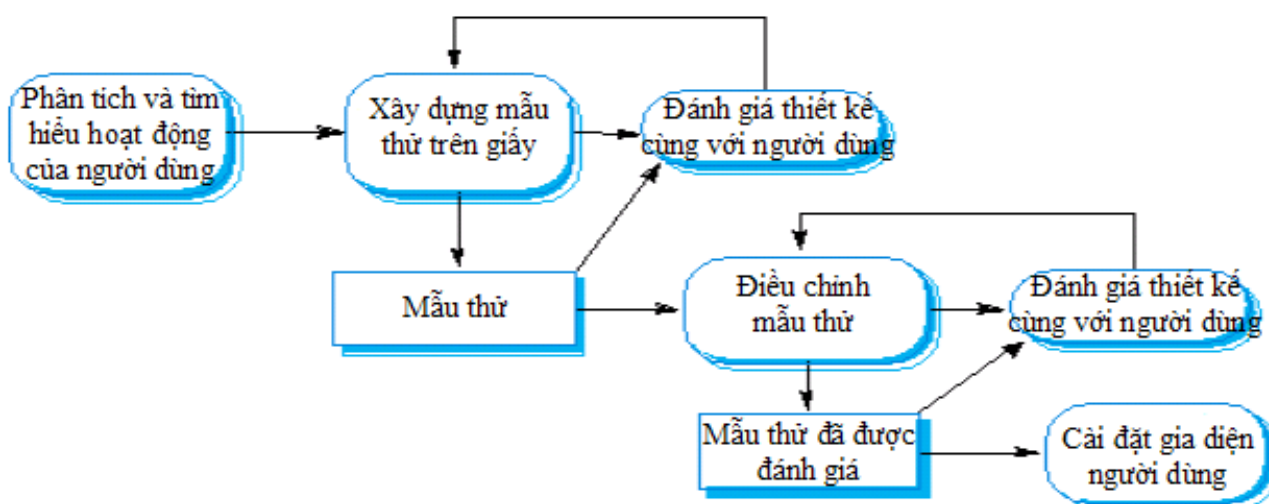 Phân tích và tìm
hiểu hoạt động
của người dùng
Xây dựng mẫu
thử trên giấy
Đánh giá thiết kế
cùng với người dùng
Mẫu thử
Điều chỉnh
mẫu thử
Đánh giá thiết kế
cùng với người dùng
Mẫu thử đã được
đánh giá
Cài đặt gia diện
người dùng